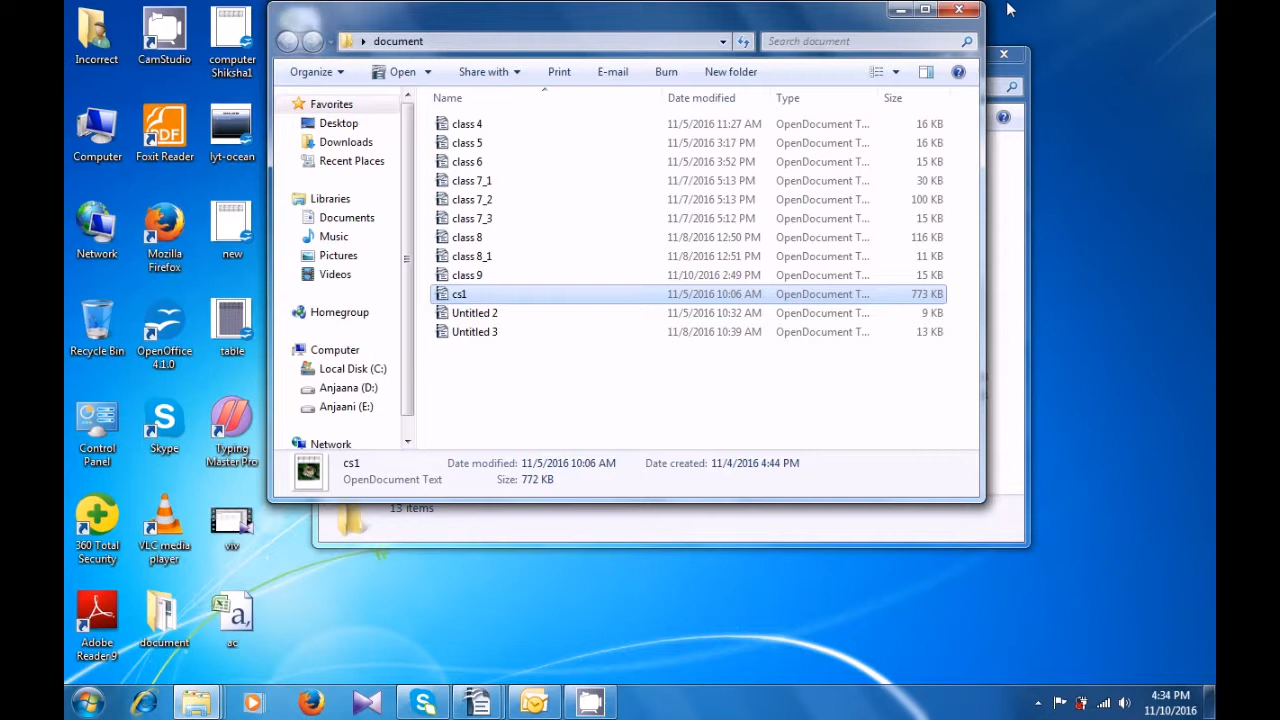 Incorrect
CamStudio
computer
Shiksha1
Computer
Foxit Reader
PDF
lyt-ocean
Network
Mozilla
Firefox
new
Recycle Bin
OpenOffice
4.1.0
table
Control
Panel
Skype
Typing
Master Pro
360 Total
Security
VLC media
player
viv
Adobe
Reader9
document
ac
document
Search document
Organize
Open
Share with
Print
E-mail
Burn
New folder
Name
Date modified
Type
Size
Favorites
Desktop
Downloads
Recent Places
Libraries
Documents
Music
Pictures
Videos
Homegroup
Computer
Local Disk (C:)
Anjaana (D:)
Anjaani (E:)
Network
class 4 11/5/2016 11:27 AM OpenDocument T... 16 KB
class 5 11/5/2016 3:17 PM OpenDocument T... 16 KB
class 6 11/5/2016 3:52 PM OpenDocument T... 15 KB
class 7_1 11/7/2016 5:13 PM OpenDocument T... 30 KB
class 7_2 11/7/2016 5:13 PM OpenDocument T... 100 KB
class 7_3 11/7/2016 5:12 PM OpenDocument T... 15 KB
class 8 11/8/2016 12:50 PM OpenDocument T... 116 KB
class 8_1 11/8/2016 12:51 PM OpenDocument T... 11 KB
class 9 11/10/2016 2:49 PM OpenDocument T... 15 KB
cs1 11/5/2016 10:06 AM OpenDocument T... 773 KB
Untitled 2 11/5/2016 10:32 AM OpenDocument T... 9 KB
Untitled 3 11/8/2016 10:39 AM OpenDocument T... 13 KB
cs1 Date modified: 11/5/2016 10:06 AM Date created: 11/4/2016 4:44 PM
OpenDocument Text Size: 772 KB
13 items
4:34 PM
11/10/2016